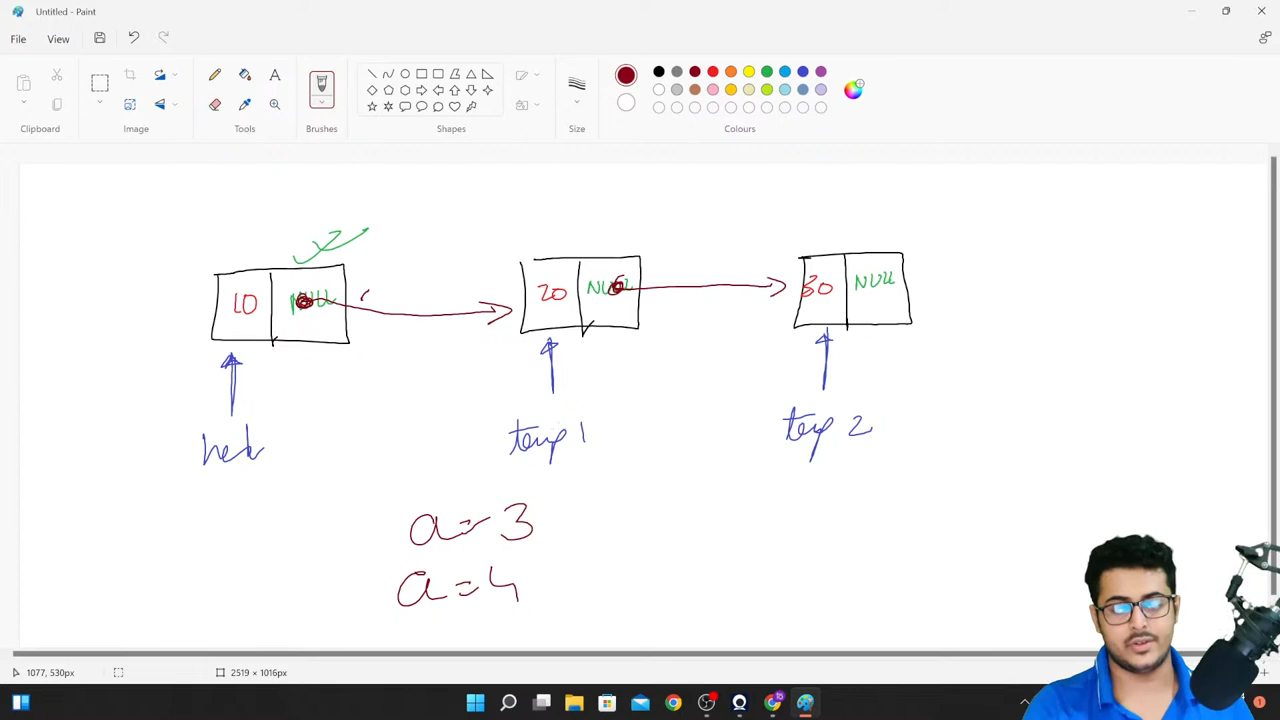 Untitled - Paint
File View
Clipboard Image Tools Brushes Shapes Size Colours
10 NULL 20 NULL 30 NULL
temp 1 temp 2
a=3
a=4
1077, 530px 2519 × 1016px